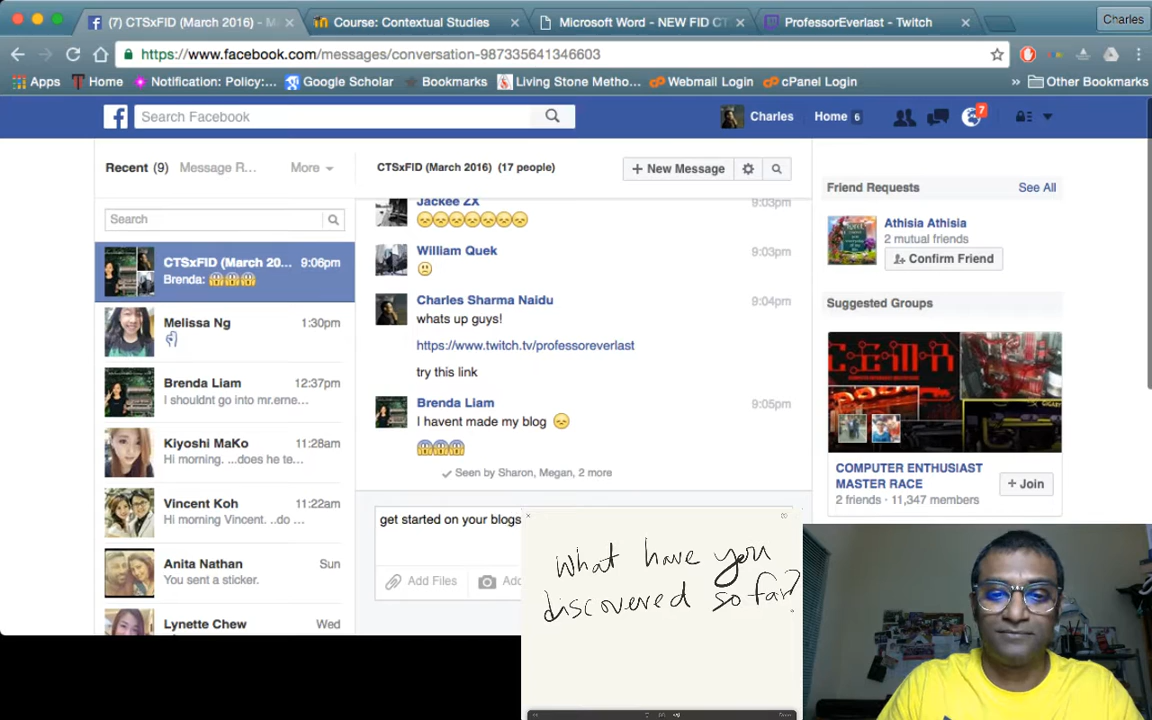 (7) CTSxFID (March 2016) - M
Course: Contextual Studies
Microsoft Word - NEW FID CT
ProfessorEverlast - Twitch
Charles
https://www.facebook.com/messages/conversation-987335641346603
Apps
Home
Notification: Policy:...
Google Scholar
Bookmarks
Living Stone Metho...
Webmail Login
cPanel Login
»
Other Bookmarks
Search Facebook
Charles
Home 6
7
Recent (9)
Message R...
More
Search
CTSxFID (March 20...
9:06pm
Brenda: 😱😱😱
Melissa Ng
1:30pm
Brenda Liam
12:37pm
I shouldnt go into mr.erne...
Kiyoshi MaKo
11:28am
Hi morning. ...does he te...
Vincent Koh
11:22am
Hi morning Vincent. ..do ...
Anita Nathan
Sun
You sent a sticker.
Lynette Chew
Wed
CTSxFID (March 2016) (17 people)
+ New Message
Jackee ZX
9:03pm
😞😞😞😞😞😞😞
William Quek
9:03pm
🙁
Charles Sharma Naidu
9:04pm
whats up guys!
https://www.twitch.tv/professoreverlast
try this link
Brenda Liam
9:05pm
I havent made my blog 😞
😱😱😱
Seen by Sharon, Megan, 2 more
get started on your blogs
Add Files
Add
What have you
discovered so far?
Friend Requests
See All
Athisia Athisia
2 mutual friends
Confirm Friend
Suggested Groups
COMPUTER ENTHUSIAST
MASTER RACE
2 friends · 11,347 members
+ Join